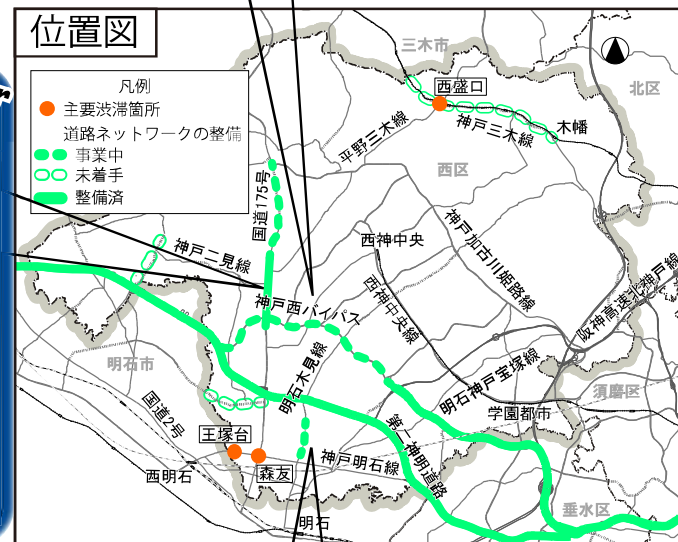 位置図
凡例
主要渋滞箇所
道路ネットワークの整備
事業中
未着手
整備済
三木市
北区
西盛口
神戸三木線
木幡
平野三木線
西区
国道175号
神戸二見線
西神中央
神戸加古川姫路線
西神中央線
神戸西バイパス
阪神高速北神戸線
明石市
明石木見線
明石神戸宝塚線
須磨区
国道2号
学園都市
王塚台
第二神明道路
森友
神戸明石線
西明石
垂水区
明石